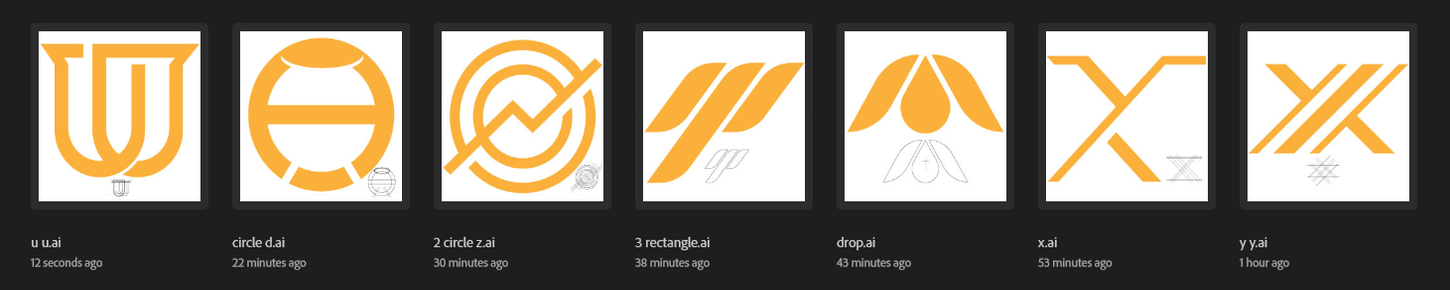 u u.ai
12 seconds ago
circle d.ai
22 minutes ago
2 circle z.ai
30 minutes ago
3 rectangle.ai
38 minutes ago
drop.ai
43 minutes ago
x.ai
53 minutes ago
y y.ai
1 hour ago